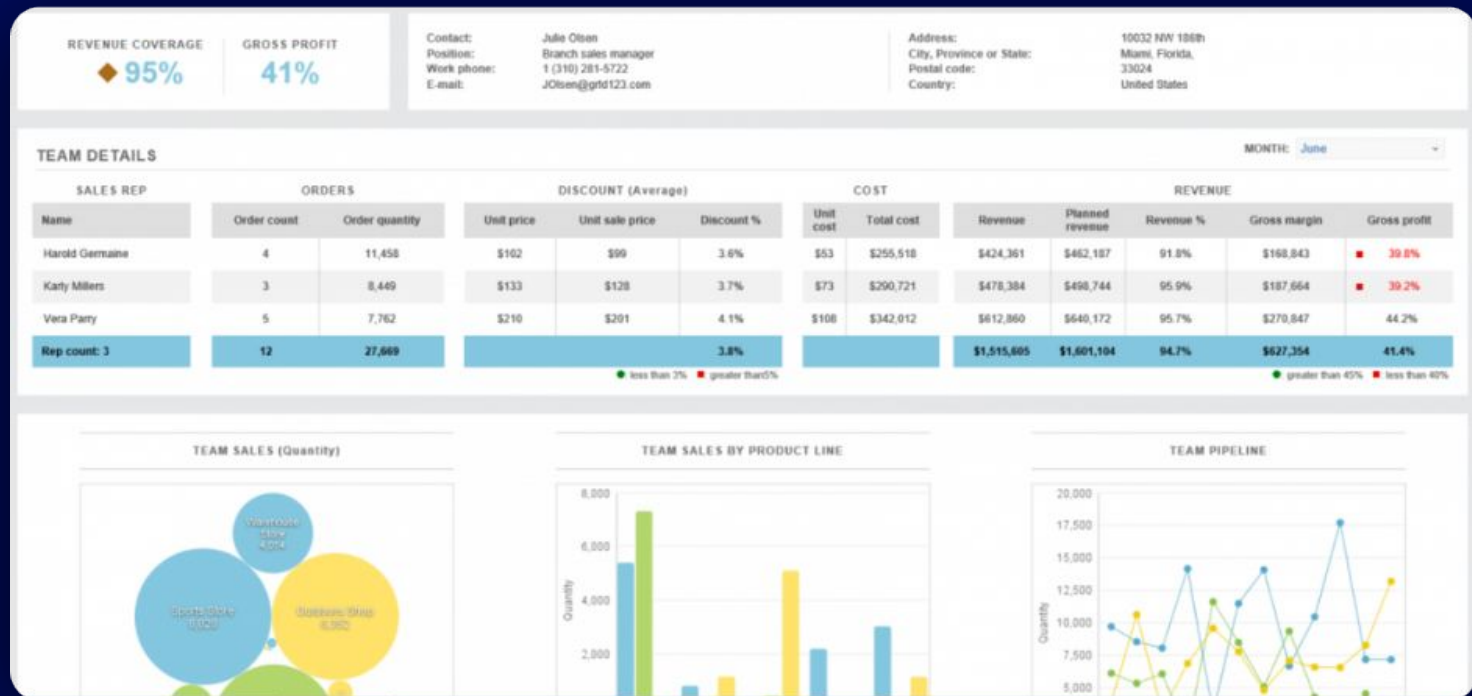 REVENUE COVERAGE GROSS PROFIT
95% 41%
Contact: Julie Olsen
Position: Branch sales manager
Work phone: 1 (310) 281-5722
E-mail: JOlsen@grtd123.com
Address: 10032 NW 186th
City, Province or State: Miami, Florida,
Postal code: 33024
Country: United States
TEAM DETAILS
MONTH: June
SALES REP ORDERS DISCOUNT (Average) COST REVENUE
Name Order count Order quantity Unit price Unit sale price Discount % Unit cost Total cost Revenue Planned revenue Revenue % Gross margin Gross profit
Harold Germaine 4 11,458 $102 $99 3.6% $53 $255,518 $424,361 $462,187 91.8% $168,843 39.8%
Karly Millers 3 8,449 $133 $128 3.7% $73 $290,721 $478,384 $498,744 95.9% $187,664 39.2%
Vera Parry 5 7,762 $210 $201 4.1% $108 $342,012 $612,860 $640,172 95.7% $270,847 44.2%
Rep count: 3 12 27,669 3.8% $1,515,605 $1,601,104 94.7% $627,354 41.4%
less than 3% greater than5%
greater than 45% less than 40%
TEAM SALES (Quantity)
Warehouse
Store
Sports Store
Outdoors Shop
TEAM SALES BY PRODUCT LINE
8,000
6,000
4,000
2,000
Quantity
TEAM PIPELINE
20,000
17,500
15,000
12,500
10,000
7,500
5,000
Quantity